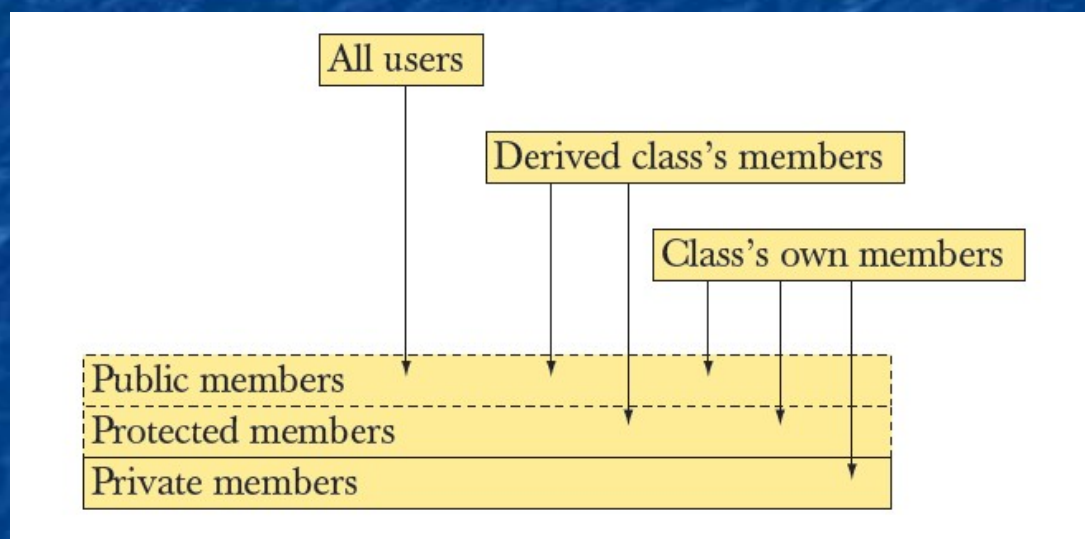 All users
Derived class’s members
Class’s own members
Public members
Protected members
Private members